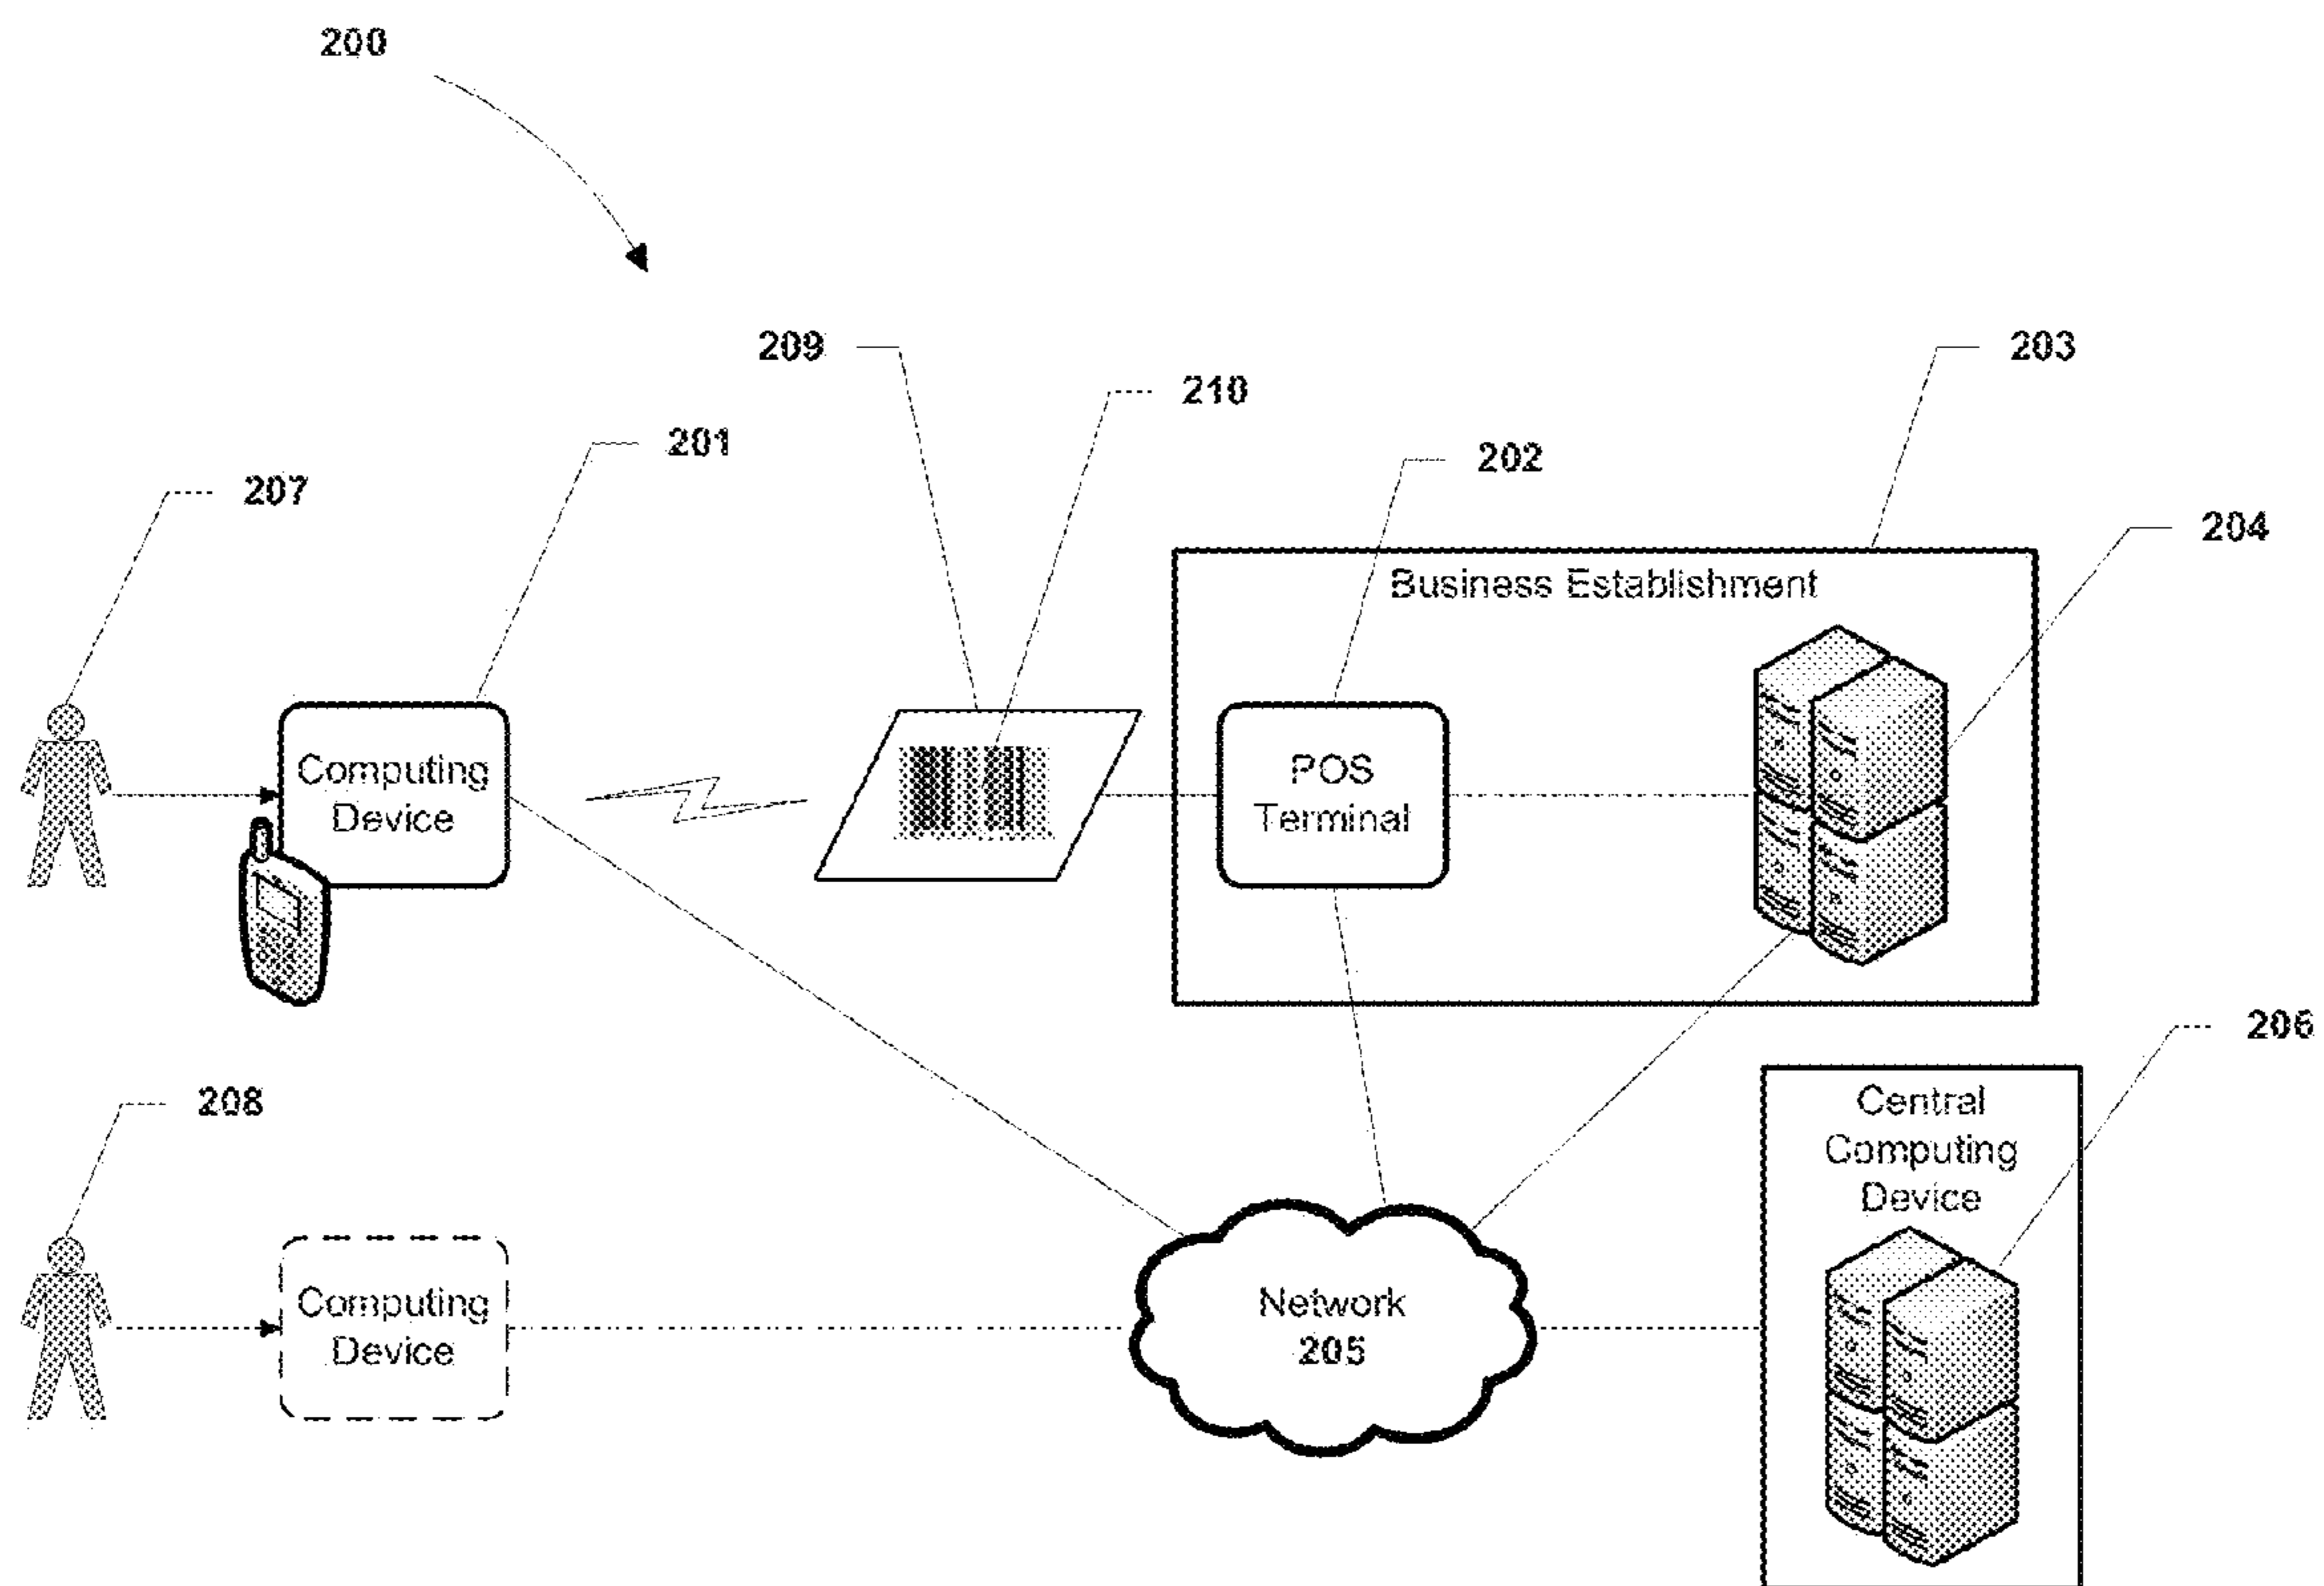 200
209
203
210
201
202
207
204
Business Establishment
Computing
Device
POS
Terminal
206
208
Central
Computing
Device
Computing
Device
Network
205